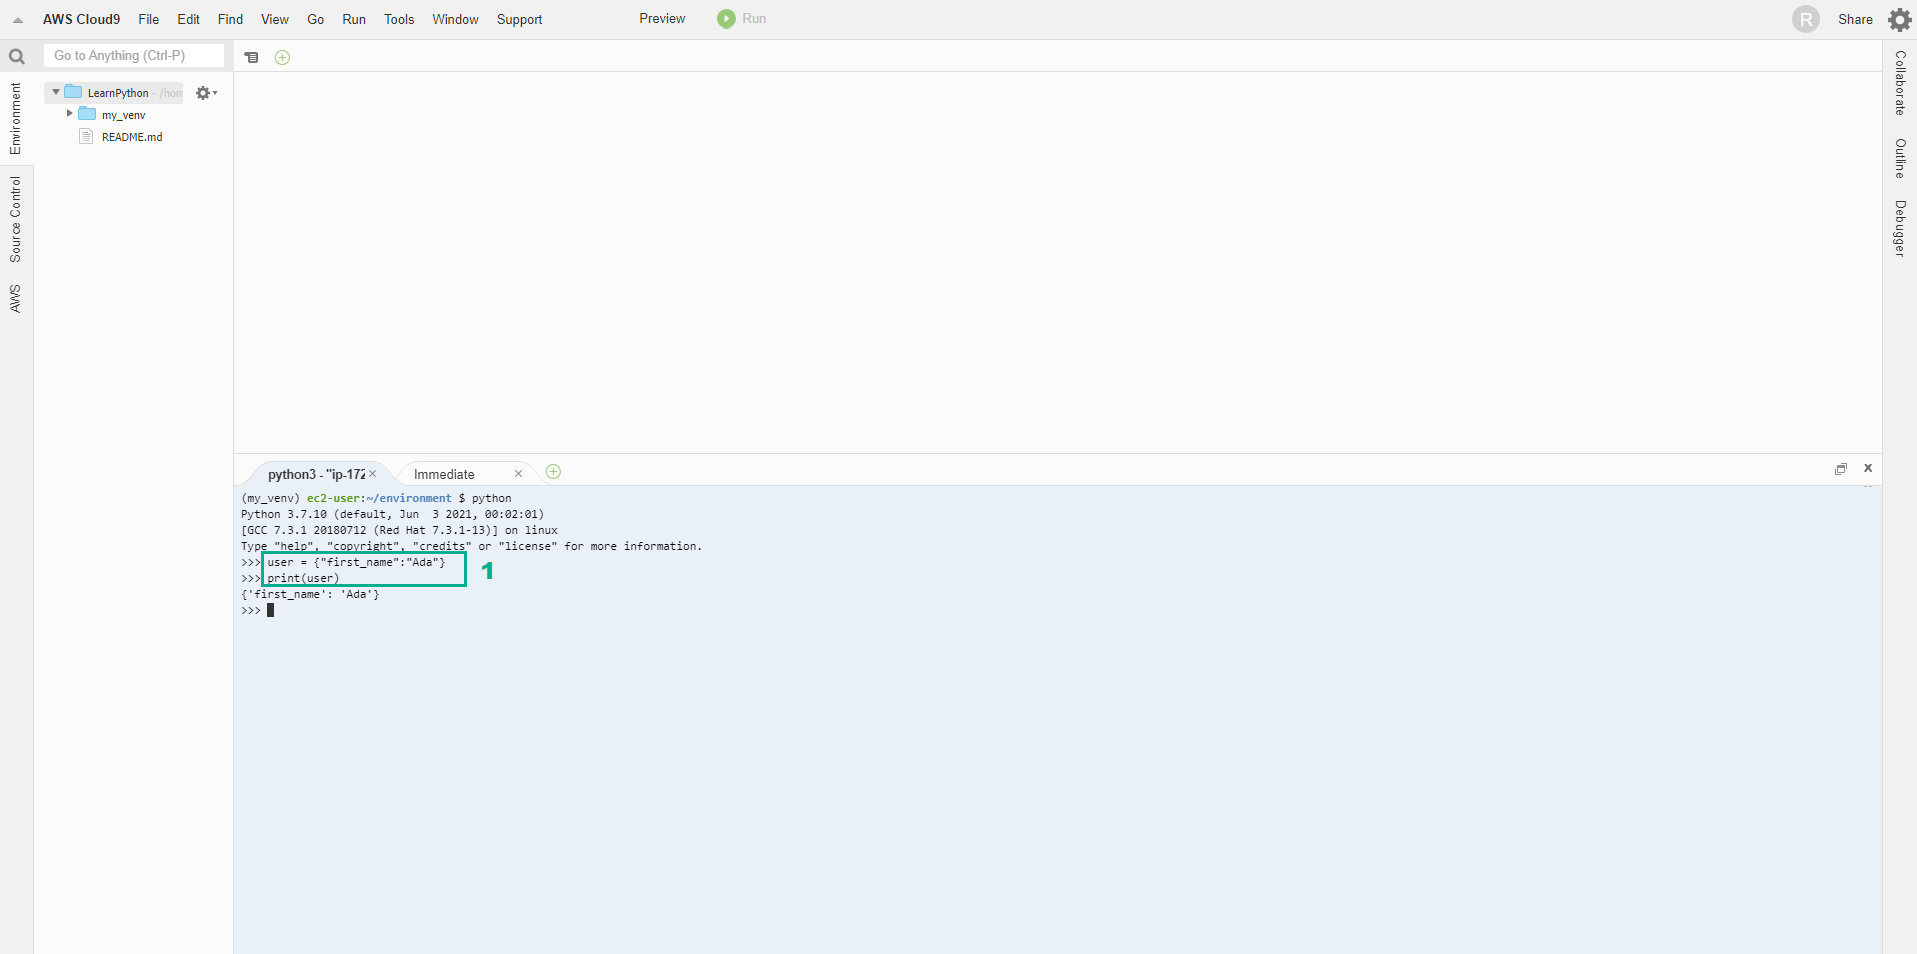 AWS Cloud9 File Edit Find View Go Run Tools Window Support Preview Run R Share
Go to Anything (Ctrl-P)
LearnPython - /hom
my_venv
README.md
Environment
Source Control
AWS
Collaborate
Outline
Debugger
python3 - "ip-172 × Immediate ×
(my_venv) ec2-user:~/environment $ python
Python 3.7.10 (default, Jun  3 2021, 00:02:01)
[GCC 7.3.1 20180712 (Red Hat 7.3.1-13)] on linux
Type "help", "copyright", "credits" or "license" for more information.
>>> user = {"first_name":"Ada"}
>>> print(user)
1
{'first_name': 'Ada'}
>>>